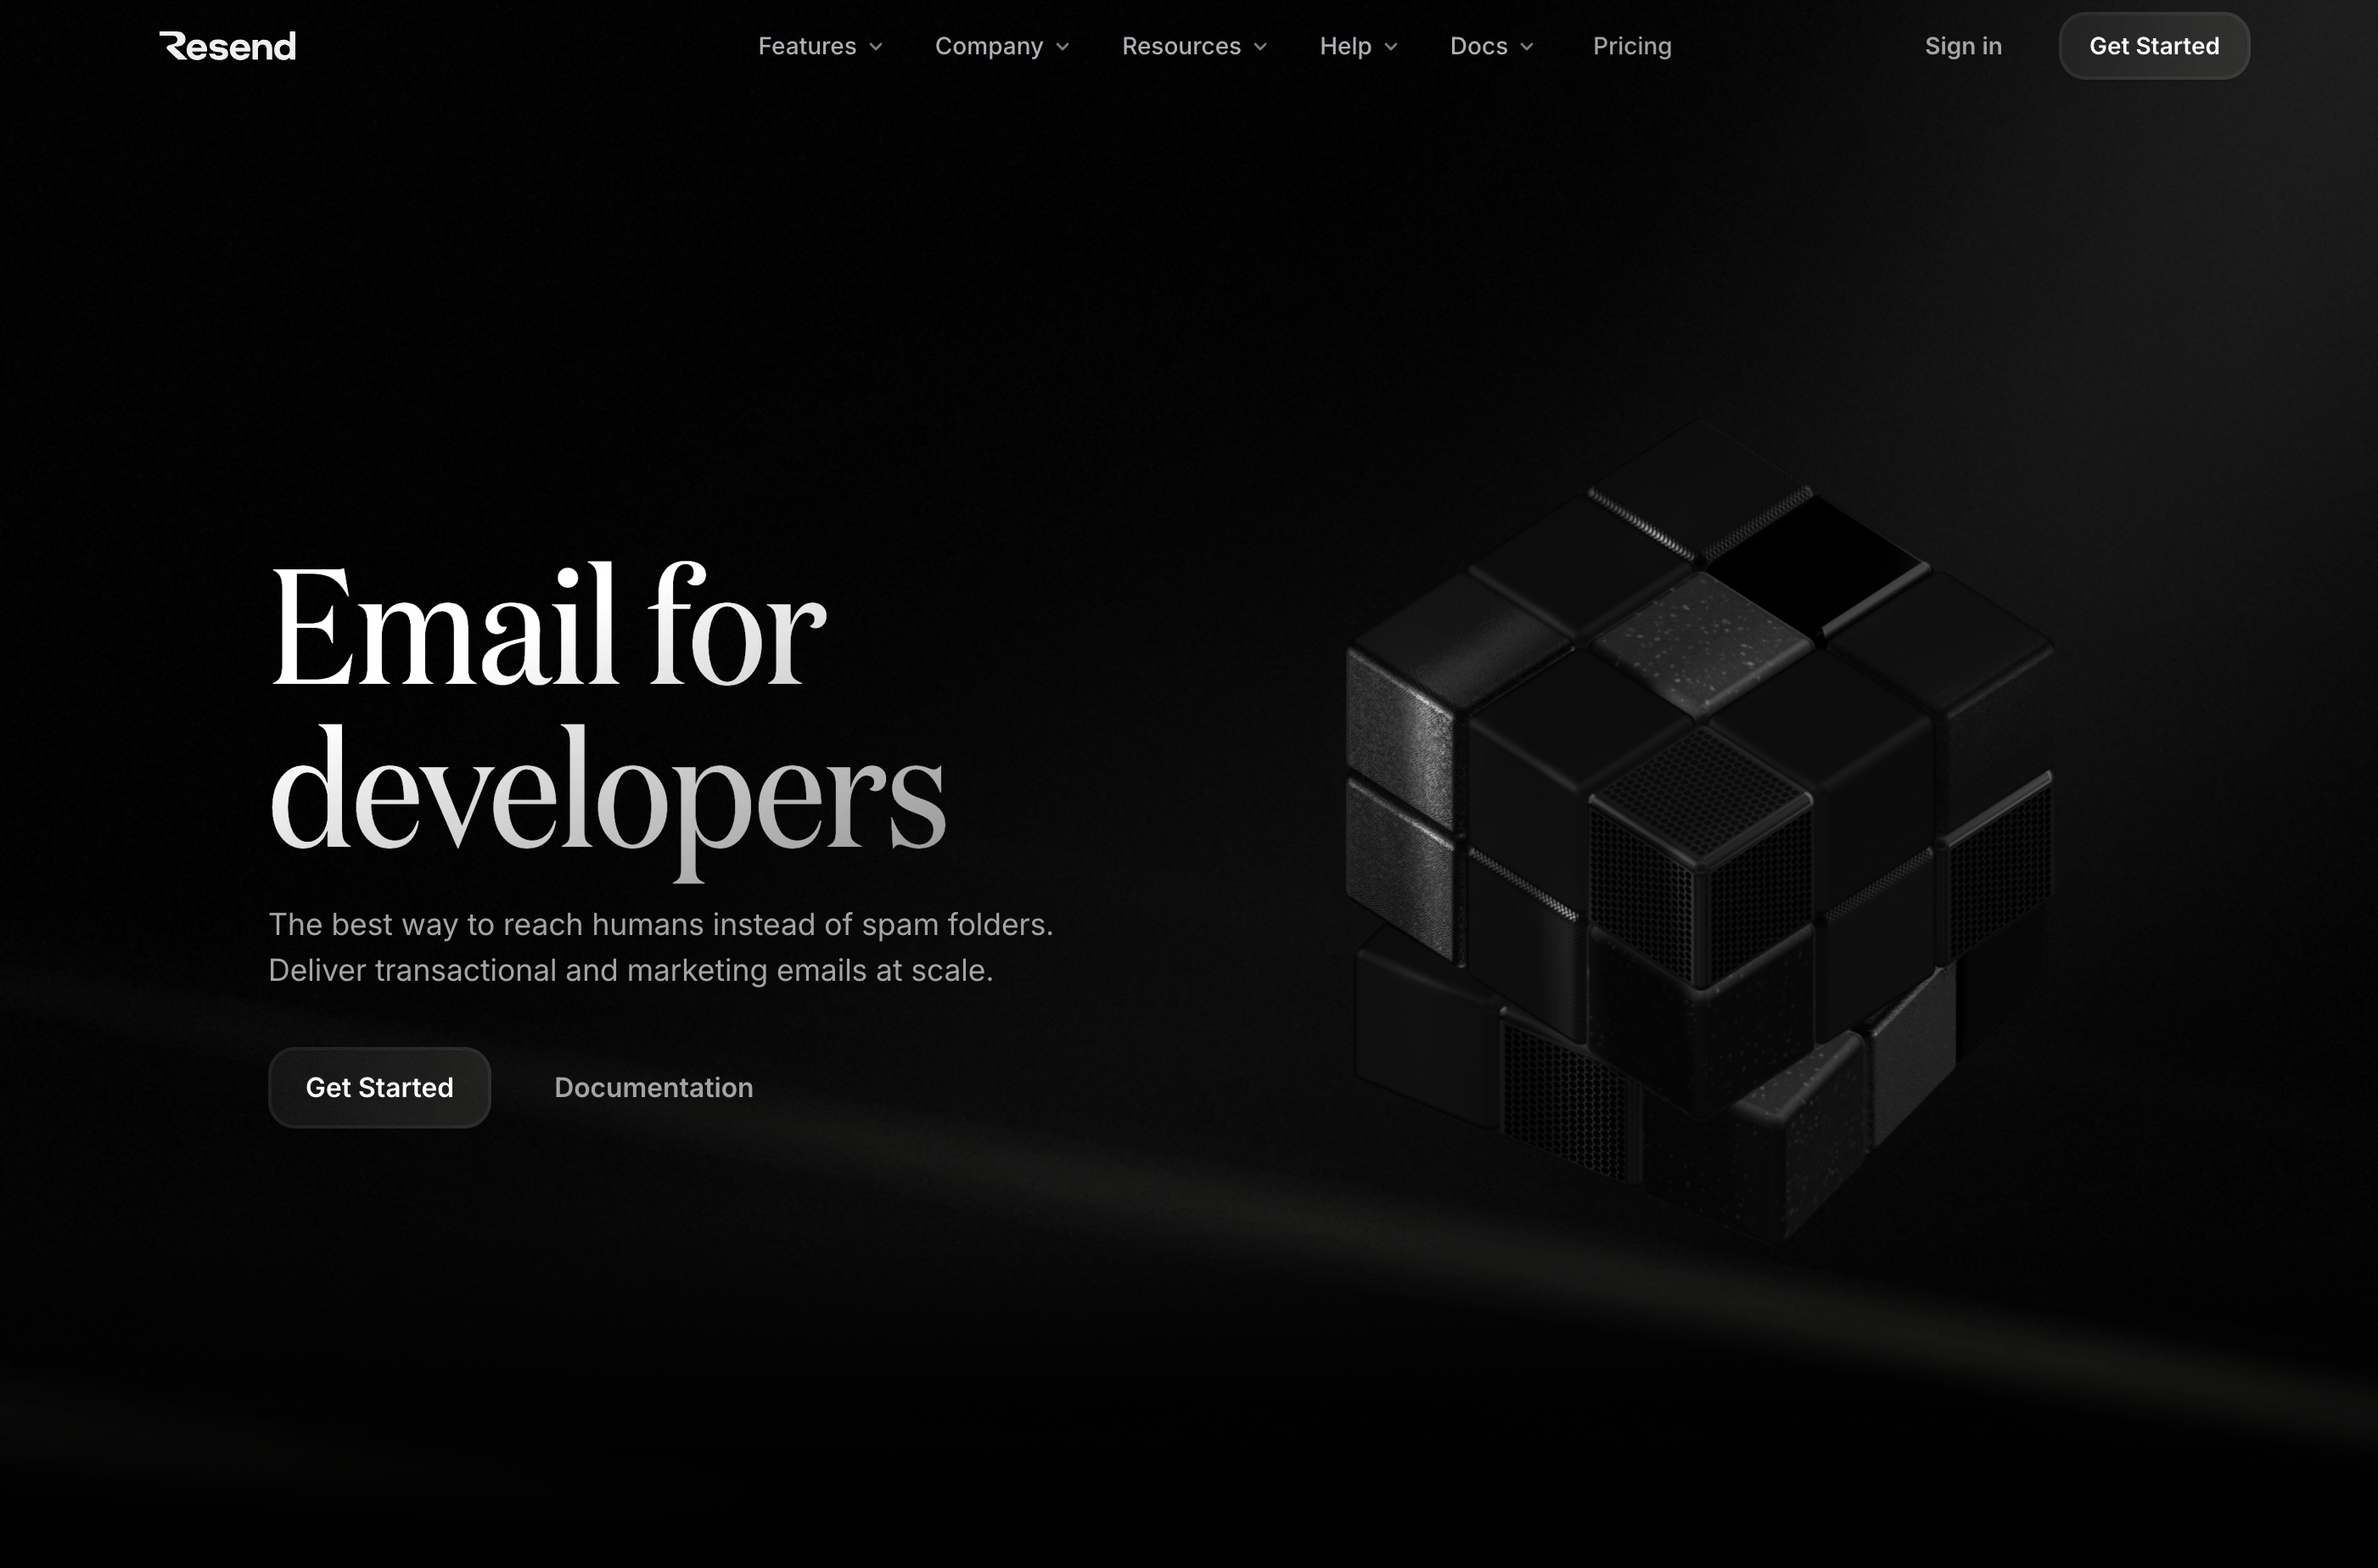 Resend
Features
Company
Resources
Help
Docs
Pricing
Sign in
Get Started
Email for
developers
The best way to reach humans instead of spam folders.
Deliver transactional and marketing emails at scale.
Get Started
Documentation